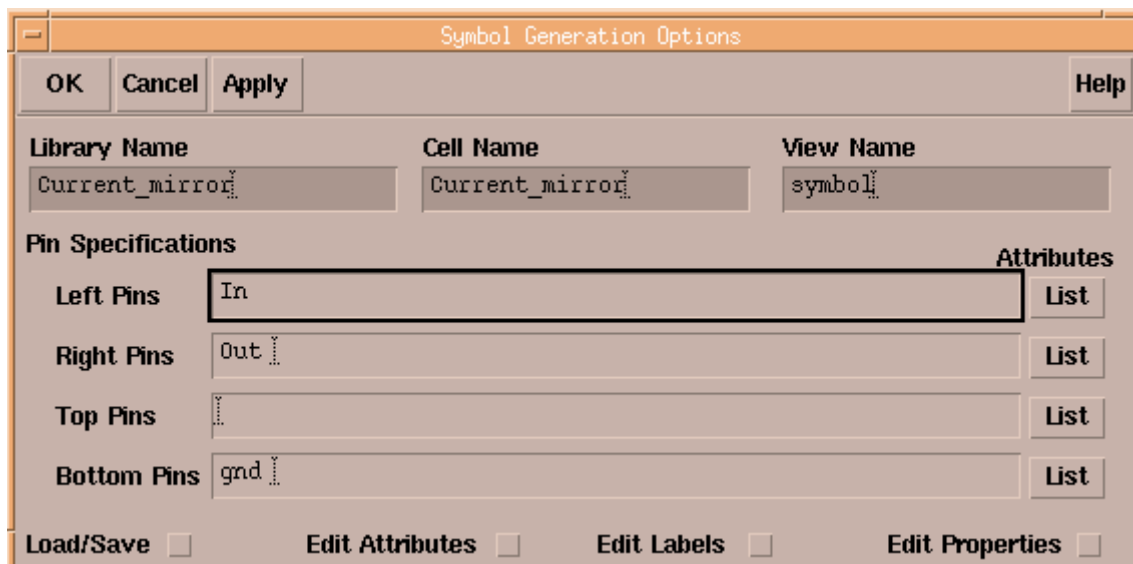 Symbol Generation Options
OK Cancel Apply Help
Library Name Cell Name View Name
Current_mirror Current_mirror symbol
Pin Specifications
Attributes
Left Pins In List
Right Pins Out List
Top Pins List
Bottom Pins gnd List
Load/Save Edit Attributes Edit Labels Edit Properties